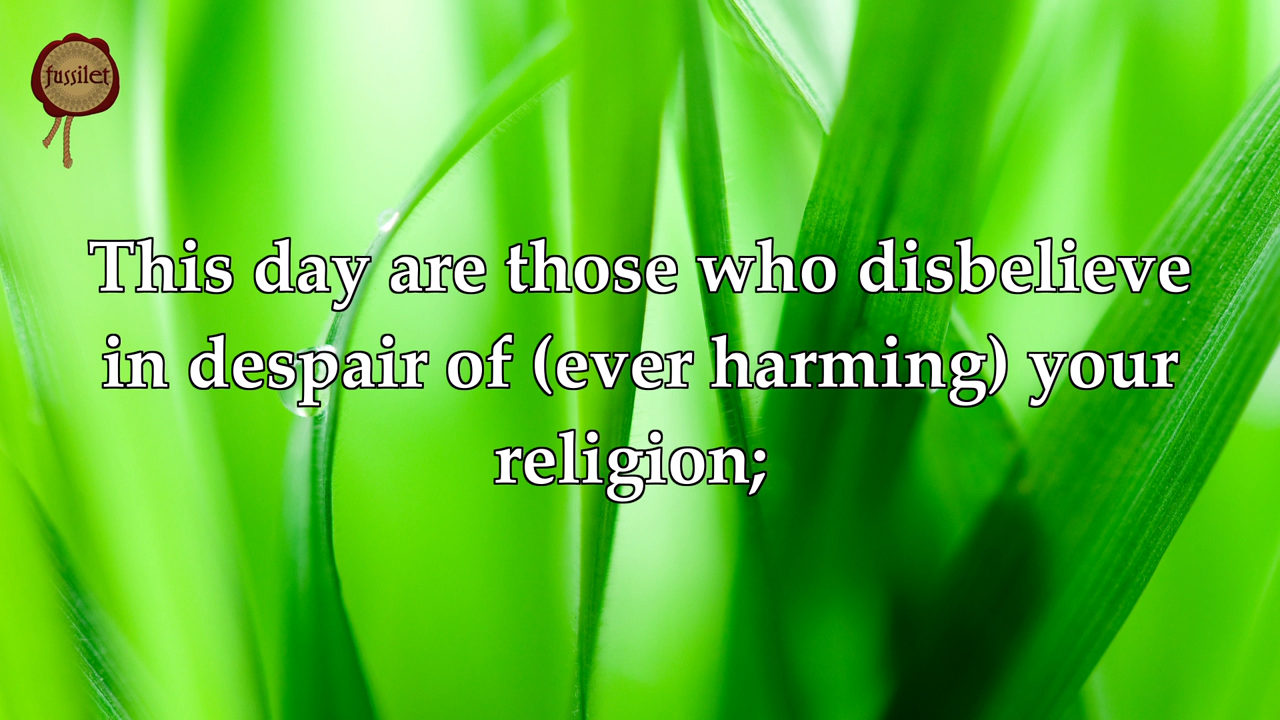 fussilet
This day are those who disbelieve
in despair of (ever harming) your
religion;